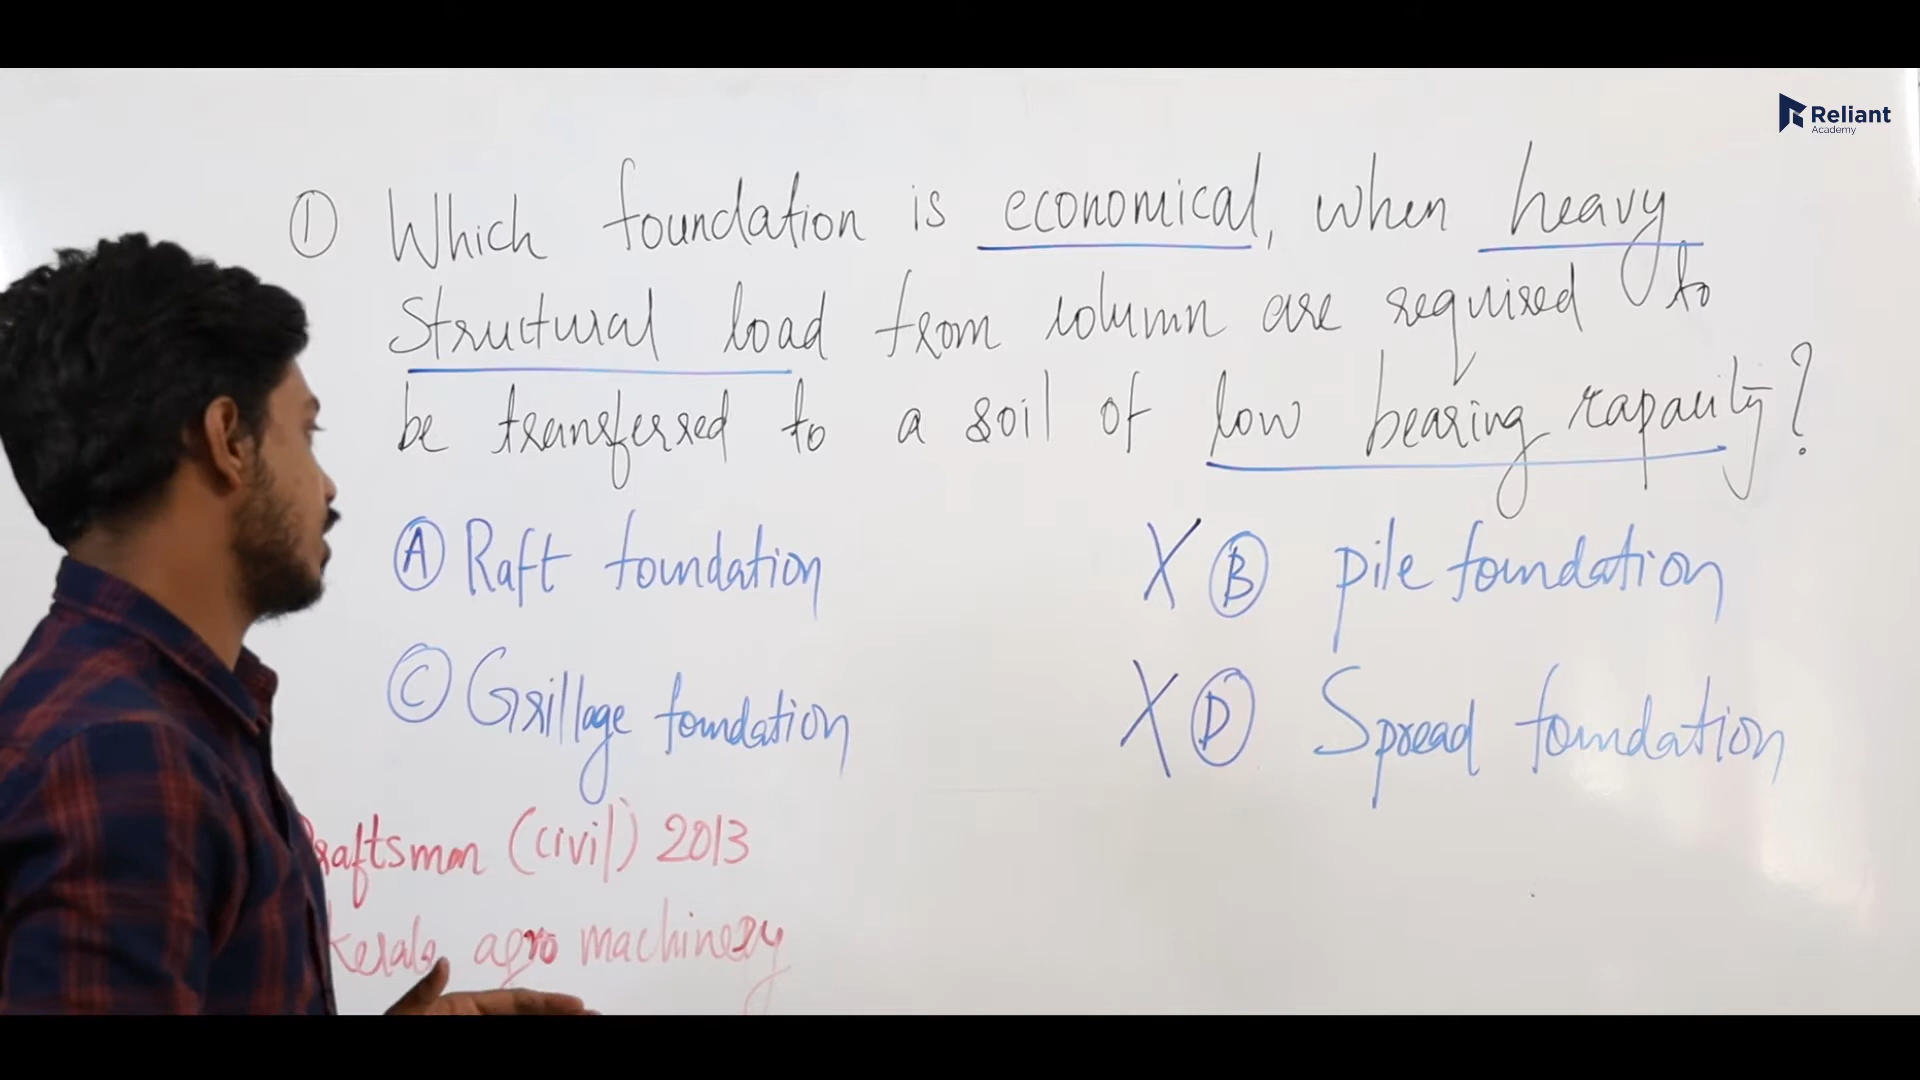 Reliant
Academy
① Which foundation is economical, when heavy
Structural load from column are required to
be transferred to a soil of low bearing capacity?
Ⓐ Raft foundation
X Ⓑ pile foundation
Ⓒ Grillage foundation
X Ⓓ Spread foundation
raftsman (civil) 2013
Kerala agro machinery